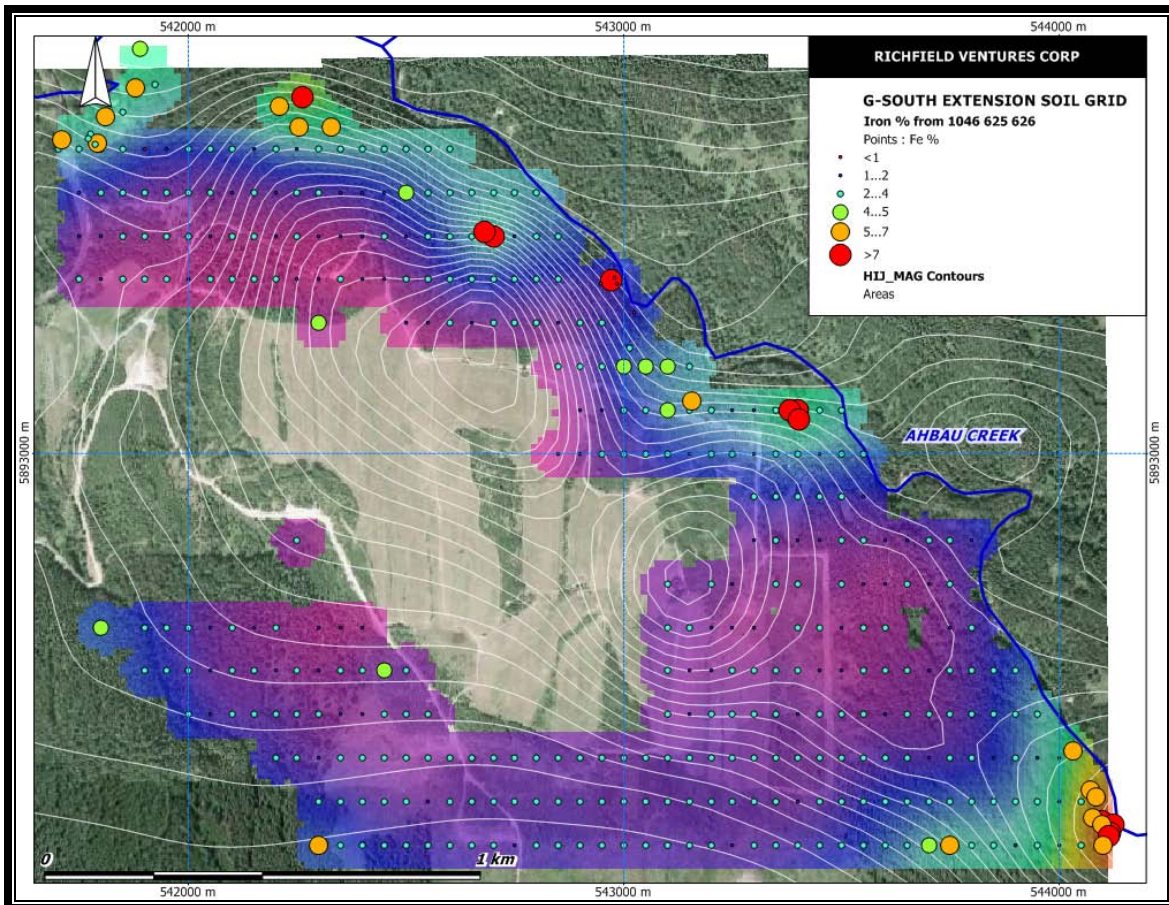 542000 m
543000 m
544000 m
RICHFIELD VENTURES CORP
G-SOUTH EXTENSION SOIL GRID
Iron % from 1046 625 626
Points : Fe %
<1
1...2
2...4
4...5
5...7
>7
HIJ_MAG Contours
Areas
AHBAU CREEK
5893000 m
5893000 m
0
1 km
542000 m
543000 m
544000 m